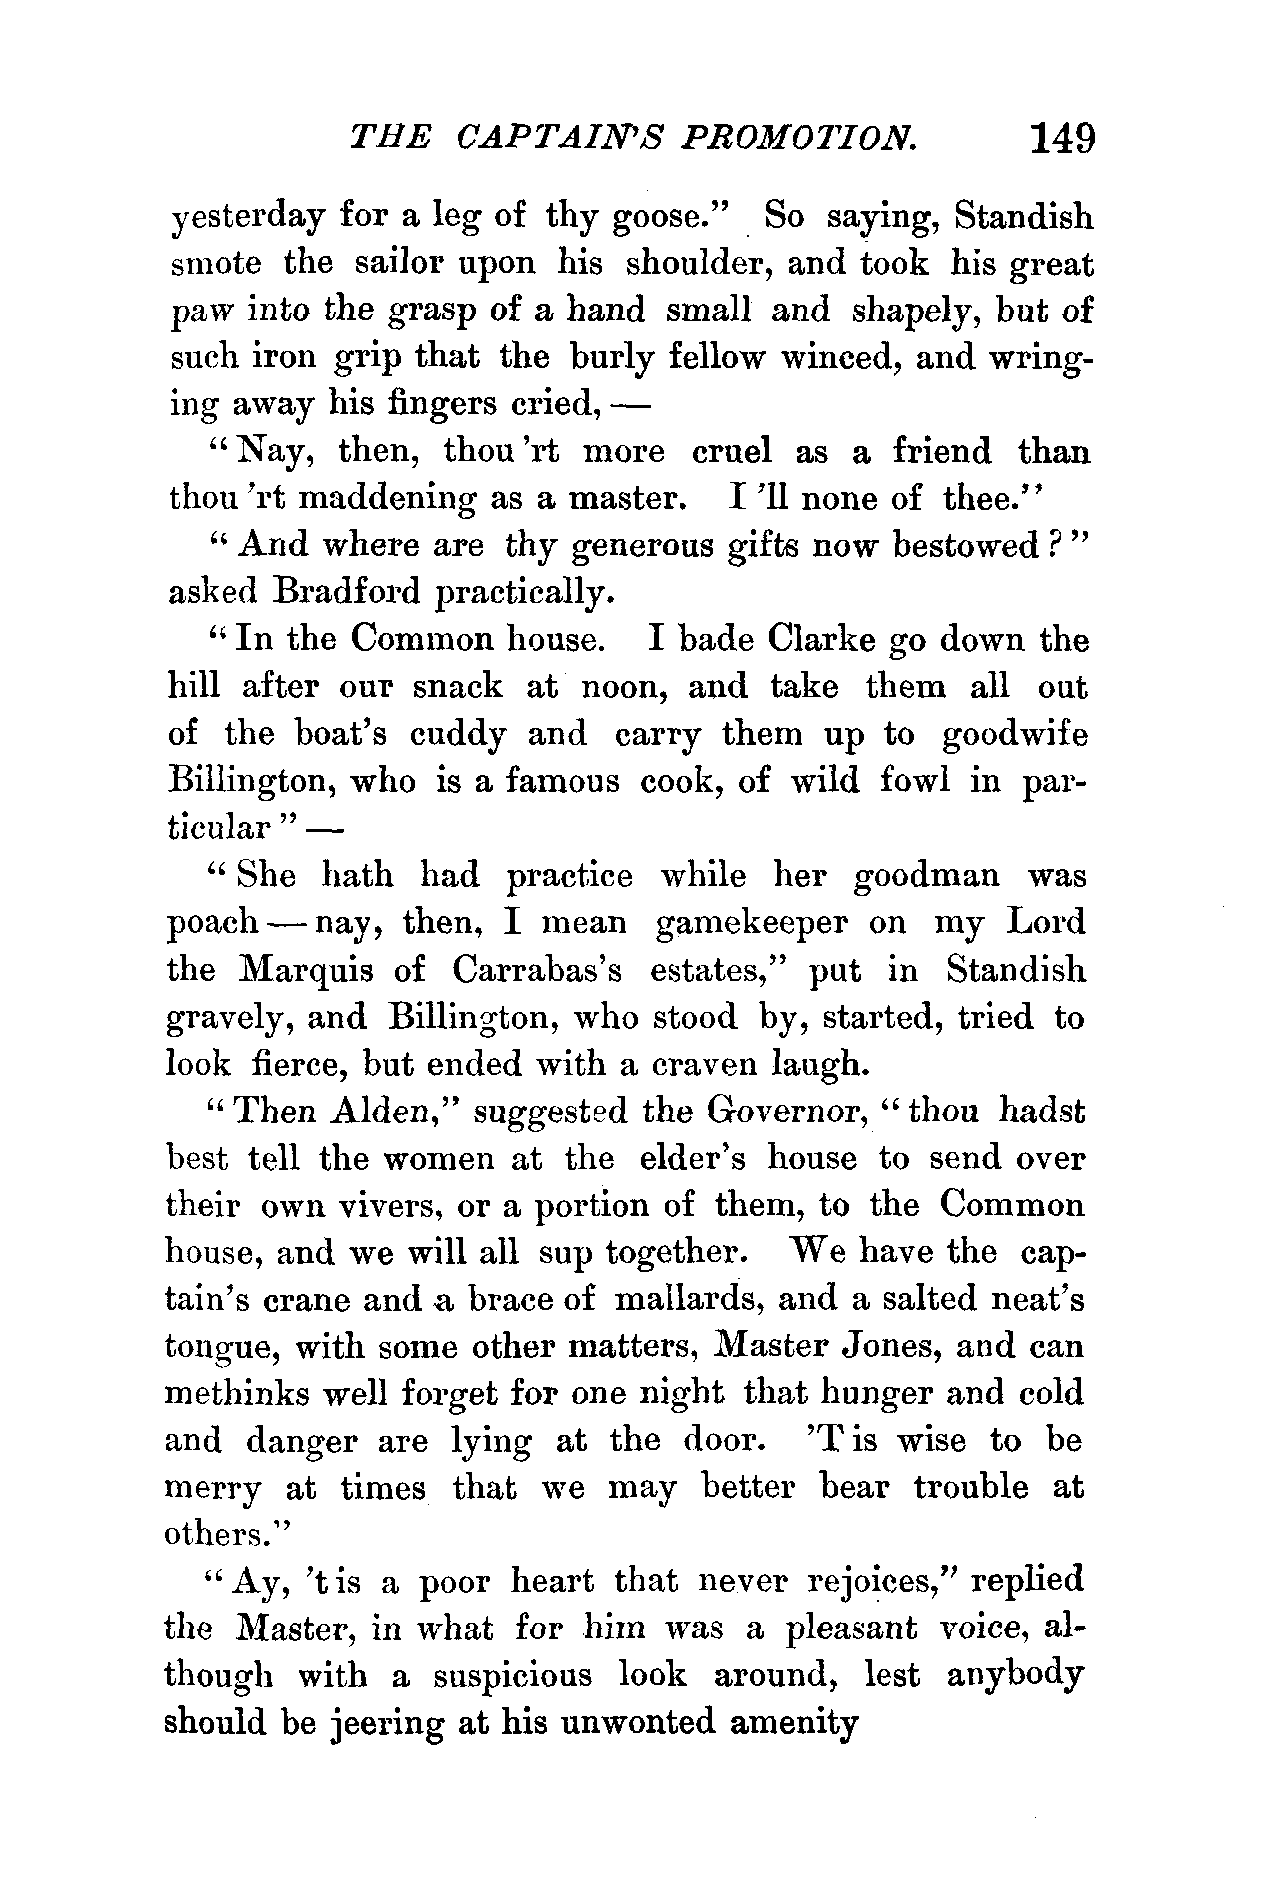 THE CAPTAIN'S PROMOTION. 149
yesterday for a leg of thy goose." So saying, Standish
smote the sailor upon his shoulder, and took his great
paw into the grasp of a hand small and shapely, but of
such iron grip that the burly fellow winced, and wring-
ing away his fingers cried, —
"Nay, then, thou 'rt more cruel as a friend than
thou 'rt maddening as a master. I 'll none of thee."
"And where are thy generous gifts now bestowed?"
asked Bradford practically.
"In the Common house. I bade Clarke go down the
hill after our snack at noon, and take them all out
of the boat's cuddy and carry them up to goodwife
Billington, who is a famous cook, of wild fowl in par-
ticular" —
"She hath had practice while her goodman was
poach — nay, then, I mean gamekeeper on my Lord
the Marquis of Carrabas's estates," put in Standish
gravely, and Billington, who stood by, started, tried to
look fierce, but ended with a craven laugh.
"Then Alden," suggested the Governor, "thou hadst
best tell the women at the elder's house to send over
their own vivers, or a portion of them, to the Common
house, and we will all sup together. We have the cap-
tain's crane and a brace of mallards, and a salted neat's
tongue, with some other matters, Master Jones, and can
methinks well forget for one night that hunger and cold
and danger are lying at the door. 'T is wise to be
merry at times that we may better bear trouble at
others."
"Ay, 't is a poor heart that never rejoices," replied
the Master, in what for him was a pleasant voice, al-
though with a suspicious look around, lest anybody
should be jeering at his unwonted amenity